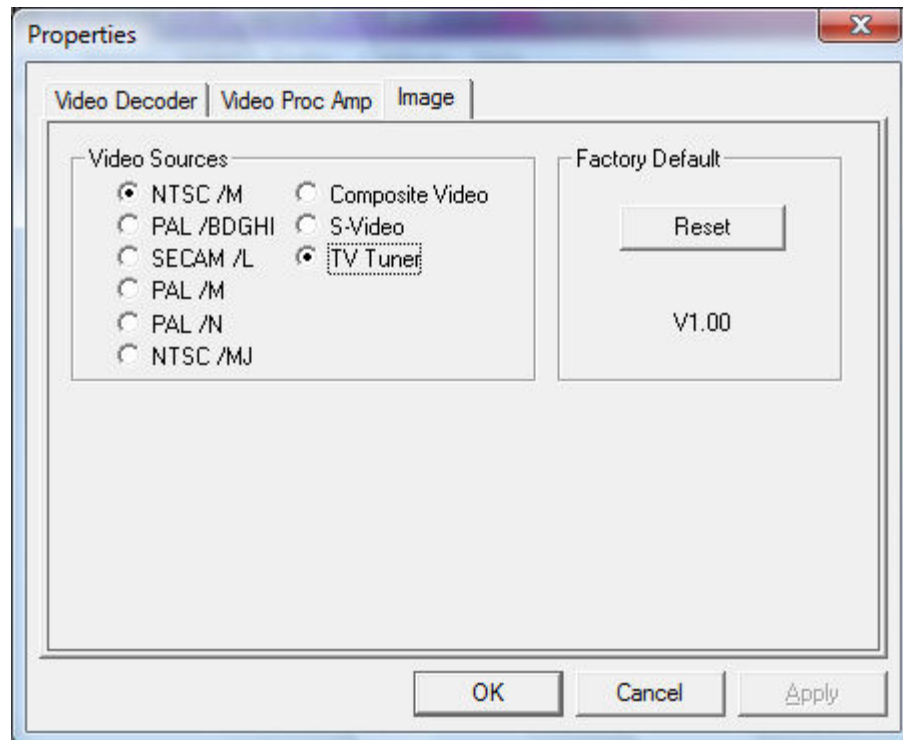 Properties
Video Decoder Video Proc Amp Image
Video Sources
NTSC /M Composite Video
PAL /BDGHI S-Video
SECAM /L TV Tuner
PAL /M
PAL /N
NTSC /MJ
Factory Default
Reset
V1.00
OK Cancel Apply